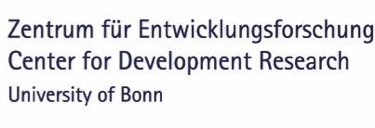 Zentrum für Entwicklungsforschung
Center for Development Research
University of Bonn